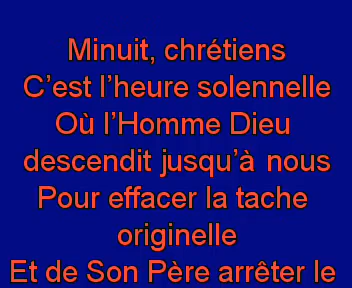 Minuit, chrétiens
C’est l’heure solennelle
Où l’Homme Dieu
descendit jusqu’à nous
Pour effacer la tache
originelle
Et de Son Père arrêter le